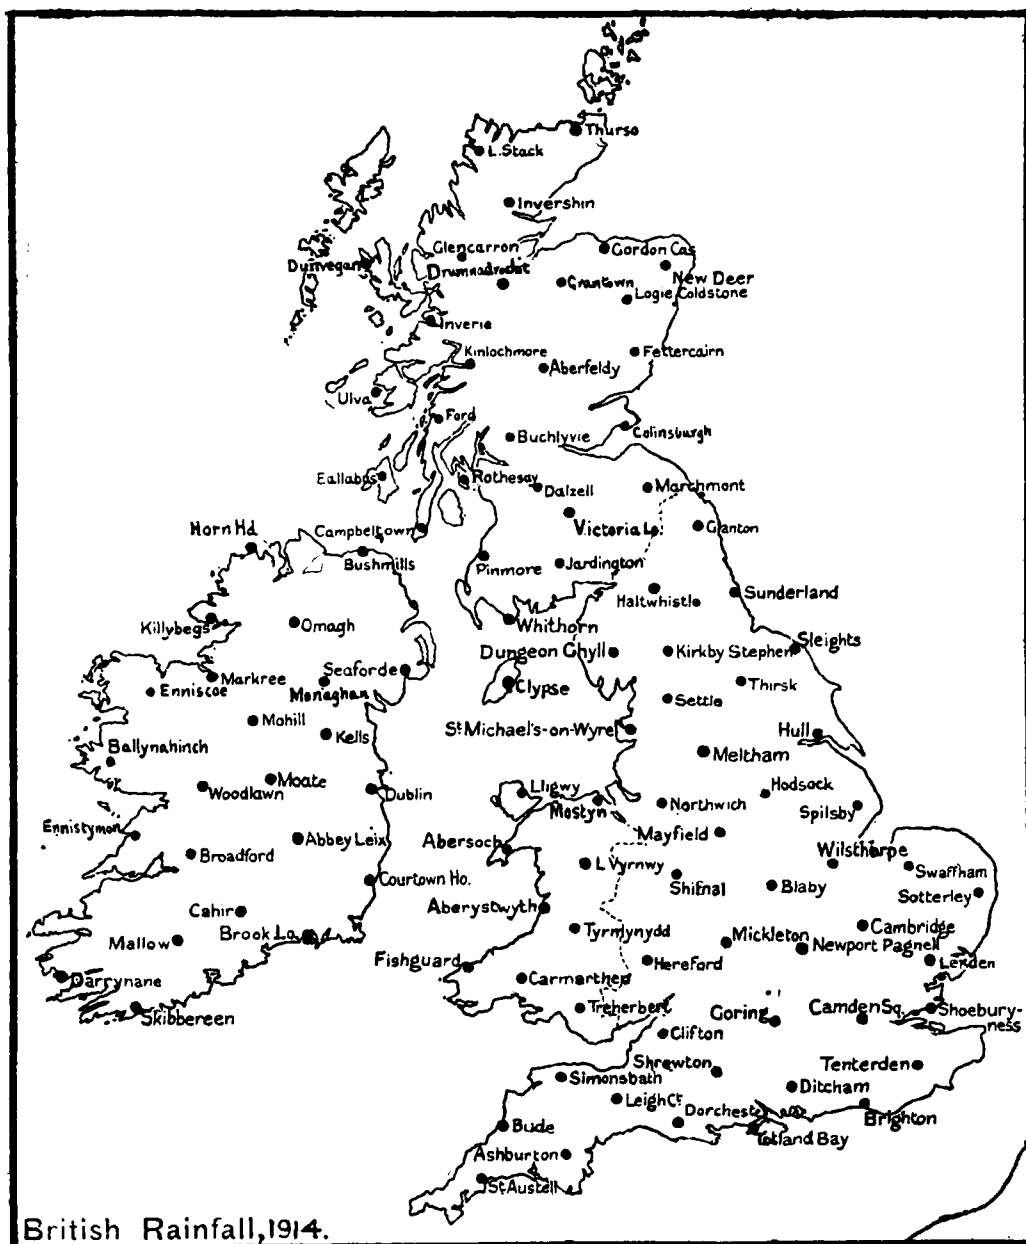 Thurso
L. Stack
Invershin
Glencarron
Gordon Cas
Dunvegan
Drumnadrochit
Grantown
New Deer
Logie Coldstone
Inverie
Kinlochmore
Aberfeldy
Fettercairn
Ulva
Ford
Buchlyvie
Colinsburgh
Eallabus
Rothesay
Dalzell
Marchmont
Victoria L.
Glanton
Horn Hd
Campbeltown
Bushmills
Pinmore
Jardington
Haltwhistle
Sunderland
Killybegs
Omagh
Whithorn
Dungeon Ghyll
Kirkby Stephen
Sleights
Seaforde
Markree
Enniscoe
Monaghan
Clypse
Settle
Thirsk
Mohill
Kells
St Michael's-on-Wyre
Hull
Ballynahinch
Meltham
Moate
Woodlawn
Dublin
Lligwy
Mostyn
Northwich
Hodsock
Spilsby
Ennistymon
Broadford
Abbey Leix
Abersoch
Mayfield
L Vyrnwy
Wilsthorpe
Swaffham
Courtown Ho.
Shifnal
Blaby
Sotterley
Cahir
Aberystwyth
Cambridge
Mallow
Brook Lo.
Tyrmynydd
Mickleton
Newport Pagnell
Fishguard
Hereford
Lexden
Darrynane
Carmarthen
Skibbereen
Treherbert
Goring
Camden Sq.
Shoebury-
ness
Clifton
Shrewton
Tenterden
Simonsbath
Ditcham
Leigh Ct.
Dorchester
Brighton
Bude
Totland Bay
Ashburton
St. Austell
British Rainfall, 1914.